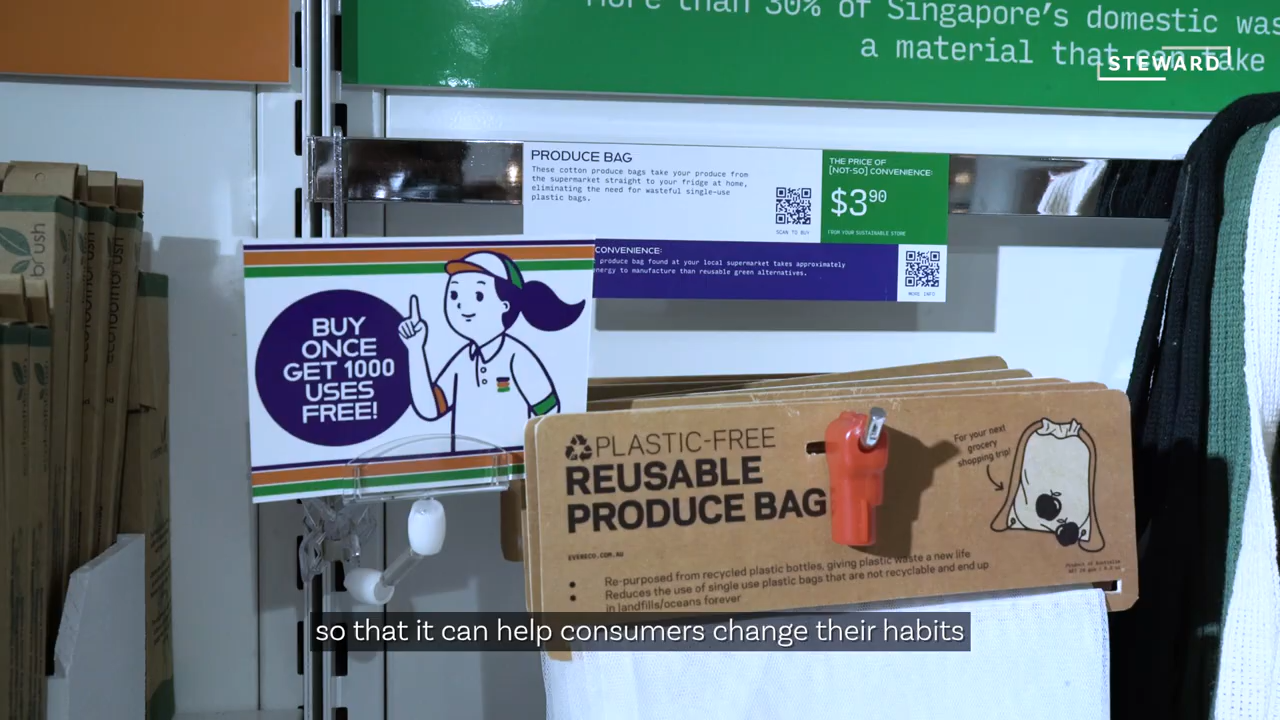 More than 30% of Singapore's domestic was
a material that can take
STEWARD
PRODUCE BAG
These cotton produce bags take your produce from
the supermarket straight to your fridge at home,
eliminating the need for wasteful single-use
plastic bags.
SCAN TO BUY
THE PRICE OF
[NOT-SO] CONVENIENCE:
$390
FROM YOUR SUSTAINABLE STORE
CONVENIENCE:
produce bag found at your local supermarket takes approximately
energy to manufacture than reusable green alternatives.
MORE INFO
brush
BUY
ONCE
GET 1000
USES
FREE!
PLASTIC-FREE
REUSABLE
PRODUCE BAG
EVERECO.COM.AU
For your next
grocery
shopping trip!
• Re-purposed from recycled plastic bottles, giving plastic waste a new life
• Reduces the use of single use plastic bags that are not recyclable and end up
in landfills/oceans forever
Product of Australia
so that it can help consumers change their habits